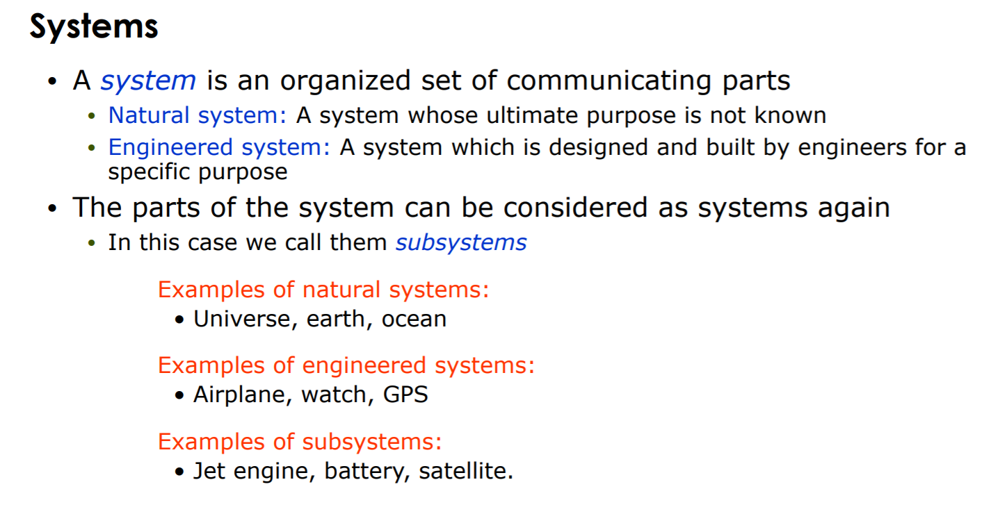 Systems
• A system is an organized set of communicating parts
• Natural system: A system whose ultimate purpose is not known
• Engineered system: A system which is designed and built by engineers for a
specific purpose
• The parts of the system can be considered as systems again
• In this case we call them subsystems
Examples of natural systems:
• Universe, earth, ocean
Examples of engineered systems:
• Airplane, watch, GPS
Examples of subsystems:
• Jet engine, battery, satellite.